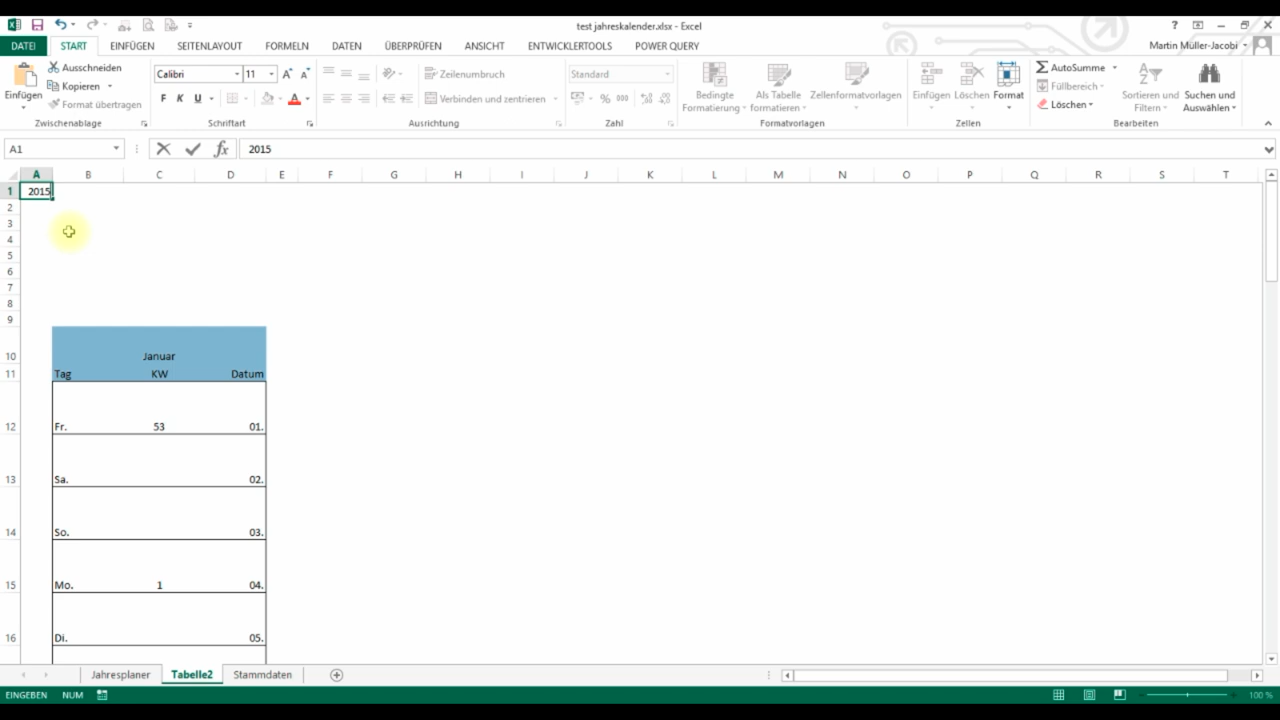 test jahreskalender.xlsx - Excel
DATEI START EINFÜGEN SEITENLAYOUT FORMELN DATEN ÜBERPRÜFEN ANSICHT ENTWICKLERTOOLS POWER QUERY Martin Müller-Jacobi
Einfügen
Ausschneiden
Kopieren
Format übertragen
Zwischenablage
Calibri 11
F K U
Schriftart
Zeilenumbruch
Verbinden und zentrieren
Ausrichtung
Standard
% 000
Zahl
Bedingte Formatierung
Als Tabelle formatieren
Zellenformatvorlagen
Formatvorlagen
Einfügen Löschen Format
Zellen
AutoSumme
Füllbereich
Löschen
Sortieren und Filtern
Suchen und Auswählen
Bearbeiten
A1 fx 2015
A B C D E F G H I J K L M N O P Q R S T
1 2015
2
3
4
5
6
7
8
9
10 Januar
11 Tag KW Datum
12 Fr. 53 01.
13 Sa. 02.
14 So. 03.
15 Mo. 1 04.
16 Di. 05.
Jahresplaner Tabelle2 Stammdaten
EINGEBEN NUM 100 %